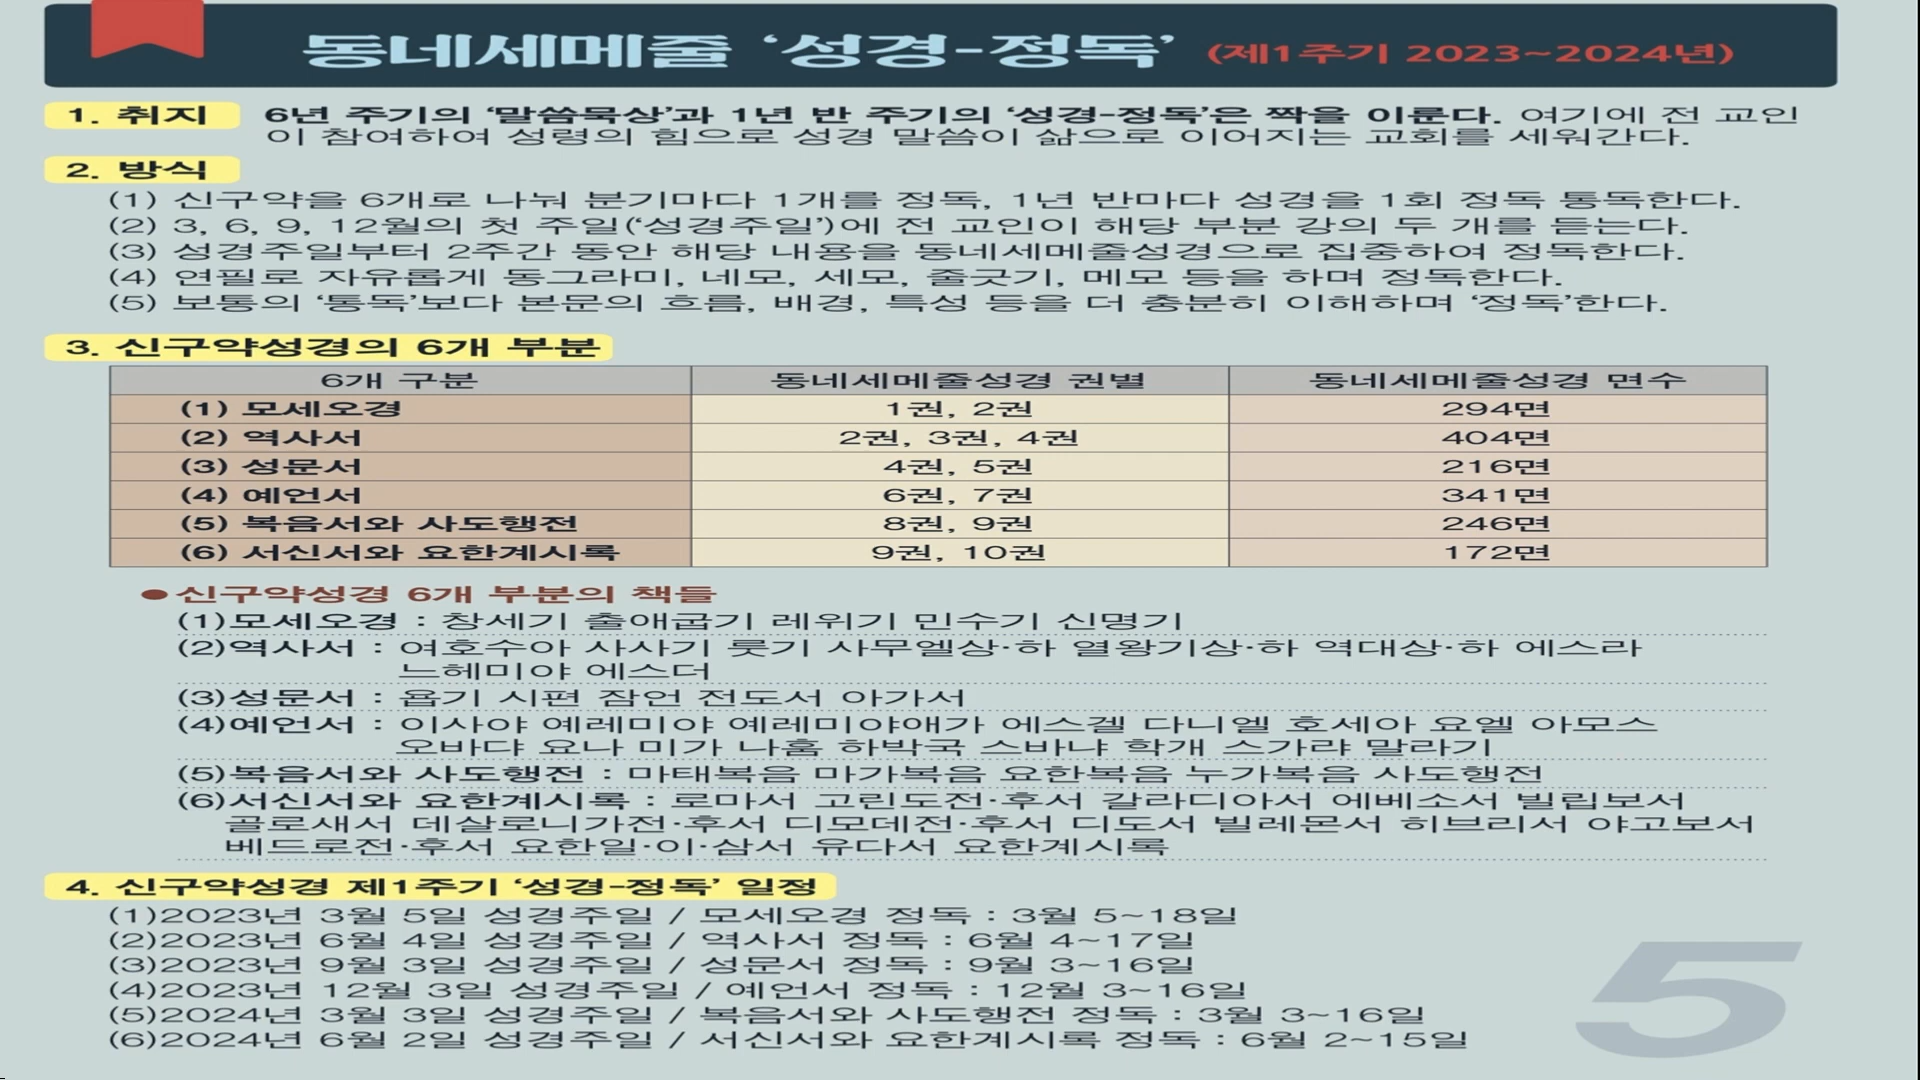 동네세메줄 ‘성경-정독’ (제1주기 2023~2024년)
1. 취지 6년 주기의 ‘말씀묵상’과 1년 반 주기의 ‘성경-정독’은 짝을 이룬다. 여기에 전 교인
이 참여하여 성령의 힘으로 성경 말씀이 삶으로 이어지는 교회를 세워간다.
2. 방식
(1) 신구약을 6개로 나눠 분기마다 1개를 정독, 1년 반마다 성경을 1회 정독 통독한다.
(2) 3, 6, 9, 12월의 첫 주일(‘성경주일’)에 전 교인이 해당 부분 강의 두 개를 듣는다.
(3) 성경주일부터 2주간 동안 해당 내용을 동네세메줄성경으로 집중하여 정독한다.
(4) 연필로 자유롭게 동그라미, 네모, 세모, 줄긋기, 메모 등을 하며 정독한다.
(5) 보통의 ‘통독’보다 본문의 흐름, 배경, 특성 등을 더 충분히 이해하며 ‘정독’한다.
3. 신구약성경의 6개 부분
6개 구분 동네세메줄성경 권별 동네세메줄성경 면수
(1) 모세오경 1권, 2권 294면
(2) 역사서 2권, 3권, 4권 404면
(3) 성문서 4권, 5권 216면
(4) 예언서 6권, 7권 341면
(5) 복음서와 사도행전 8권, 9권 246면
(6) 서신서와 요한계시록 9권, 10권 172면
●신구약성경 6개 부분의 책들
(1)모세오경 : 창세기 출애굽기 레위기 민수기 신명기
(2)역사서 : 여호수아 사사기 룻기 사무엘상·하 열왕기상·하 역대상·하 에스라
느헤미야 에스더
(3)성문서 : 욥기 시편 잠언 전도서 아가서
(4)예언서 : 이사야 예레미야 예레미야애가 에스겔 다니엘 호세아 요엘 아모스
오바댜 요나 미가 나훔 하박국 스바냐 학개 스가랴 말라기
(5)복음서와 사도행전 : 마태복음 마가복음 요한복음 누가복음 사도행전
(6)서신서와 요한계시록 : 로마서 고린도전·후서 갈라디아서 에베소서 빌립보서
골로새서 데살로니가전·후서 디모데전·후서 디도서 빌레몬서 히브리서 야고보서
베드로전·후서 요한일·이·삼서 유다서 요한계시록
4. 신구약성경 제1주기 ‘성경-정독’ 일정
(1)2023년 3월 5일 성경주일 / 모세오경 정독 : 3월 5~18일
(2)2023년 6월 4일 성경주일 / 역사서 정독 : 6월 4~17일
(3)2023년 9월 3일 성경주일 / 성문서 정독 : 9월 3~16일
(4)2023년 12월 3일 성경주일 / 예언서 정독 : 12월 3~16일
(5)2024년 3월 3일 성경주일 / 복음서와 사도행전 정독 : 3월 3~16일
(6)2024년 6월 2일 성경주일 / 서신서와 요한계시록 정독 : 6월 2~15일
5